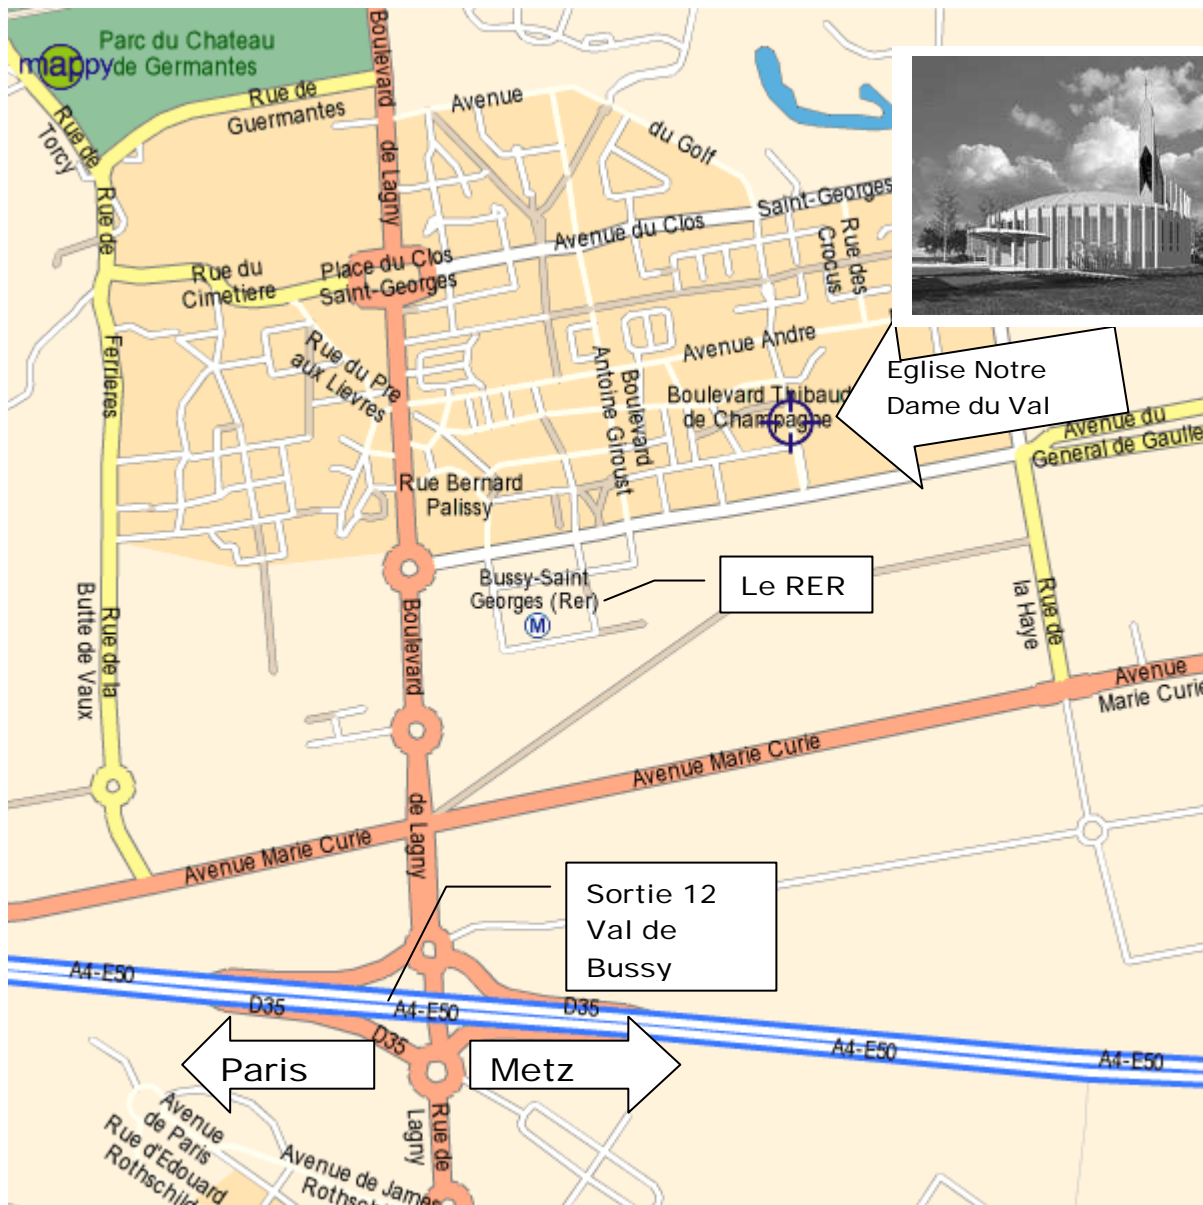 Parc du Chateau
de Germantes
mappy
Rue de
Guermantes
Rue de
Torcy
Boulevard
de Lagny
Avenue
du Golf
Saint-Georges
Avenue du Clos
Rue des
Crocus
Rue de
Ferrieres
Rue du
Cimetiere
Place du Clos
Saint-Georges
Rue du Pre
aux Lievres
Antoine Giroust
Boulevard
Avenue Andre
Boulevard Thibaud
de Champagne
Eglise Notre
Dame du Val
Avenue du
General de Gaulle
Rue Bernard
Palissy
Bussy-Saint
Georges (Rer)
M
Le RER
Rue de la
Butte de Vaux
Boulevard
de Lagny
Rue de
la Haye
Avenue
Marie Curie
Avenue Marie Curie
Avenue Marie Curie
Sortie 12
Val de
Bussy
A4-E50
D35
A4-E50
D35
D35
A4-E50
A4-E50
Paris
Metz
Rue de
Lagny
Avenue
de Paris
Rue d'Edouard
Rothschild
Avenue de James
Rothsch